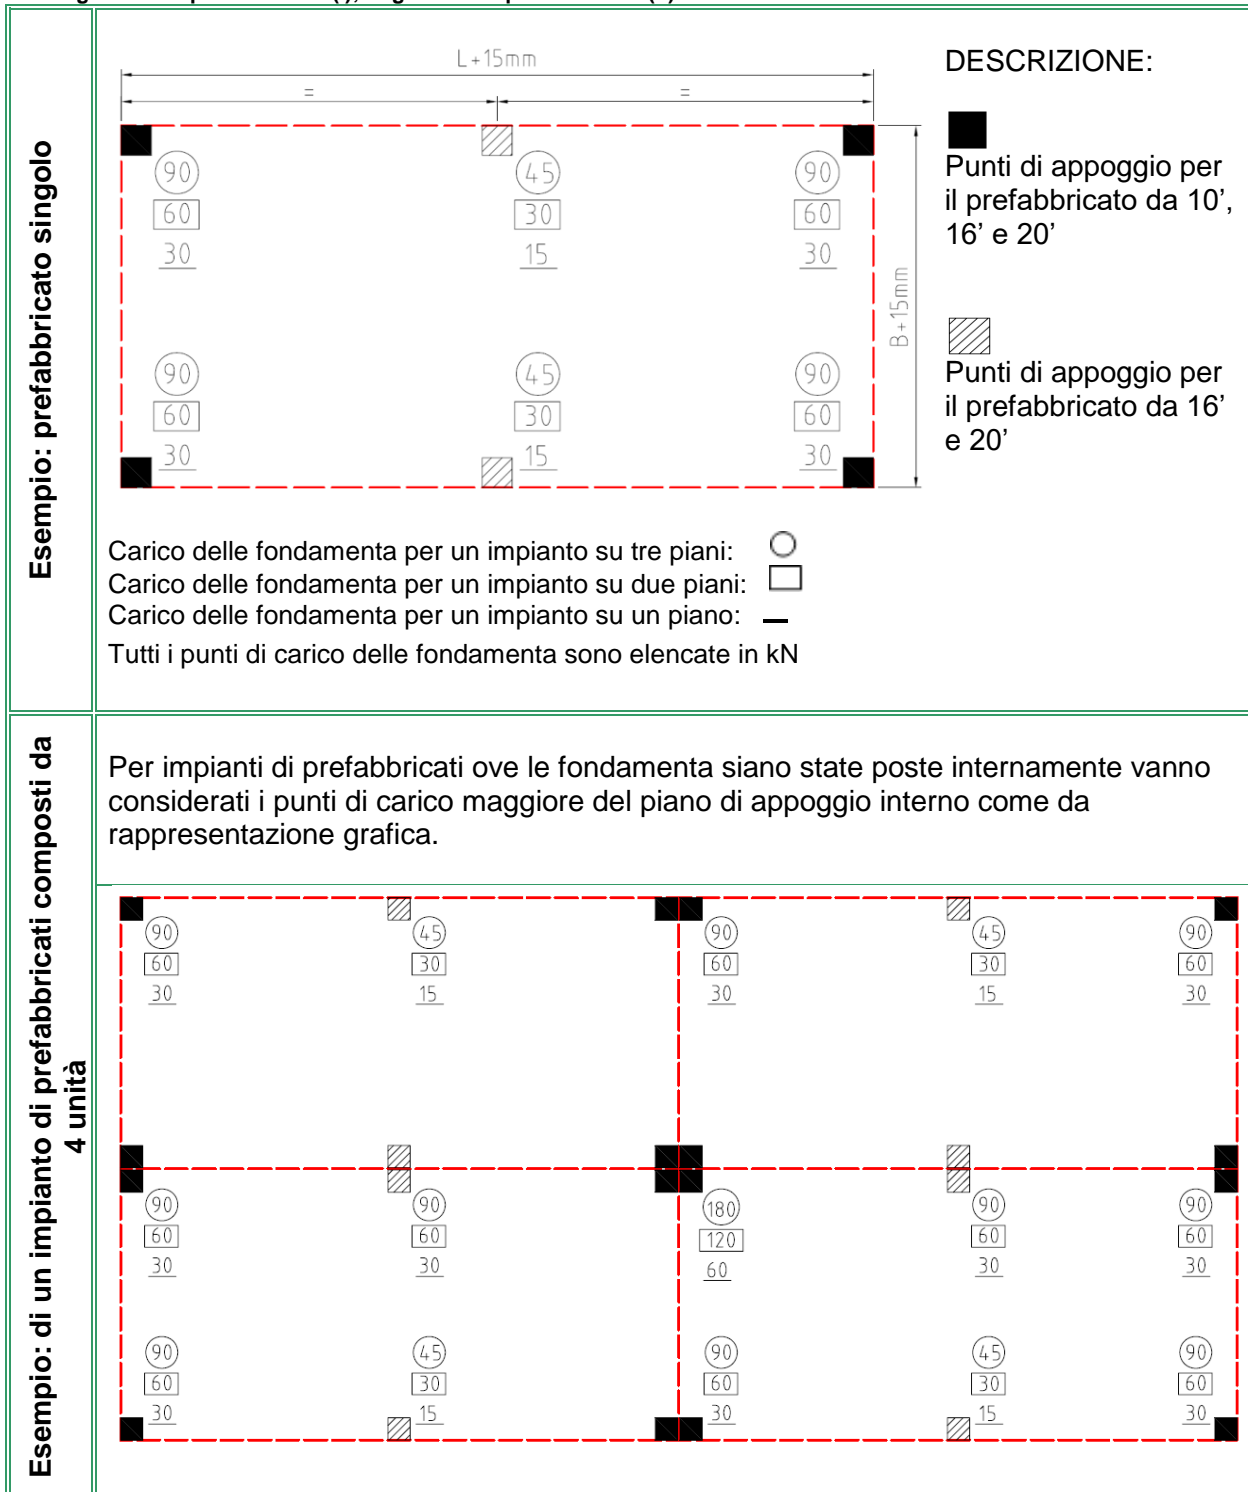 Esempio: prefabbricato singolo
L+15mm
= =
90 45 90
60 30 60
30 15 30
B+15mm
90 45 90
60 30 60
30 15 30
DESCRIZIONE:
Punti di appoggio per
il prefabbricato da 10’,
16’ e 20’
Punti di appoggio per
il prefabbricato da 16’
e 20’
Carico delle fondamenta per un impianto su tre piani:
Carico delle fondamenta per un impianto su due piani:
Carico delle fondamenta per un impianto su un piano:
Tutti i punti di carico delle fondamenta sono elencate in kN
Esempio: di un impianto di prefabbricati composti da
4 unità
Per impianti di prefabbricati ove le fondamenta siano state poste internamente vanno
considerati i punti di carico maggiore del piano di appoggio interno come da
rappresentazione grafica.
90 45 90 45 90
60 30 60 30 60
30 15 30 15 30
90 90 180 90 90
60 60 120 60 60
30 30 60 30 30
90 45 90 45 90
60 30 60 30 60
30 15 30 15 30